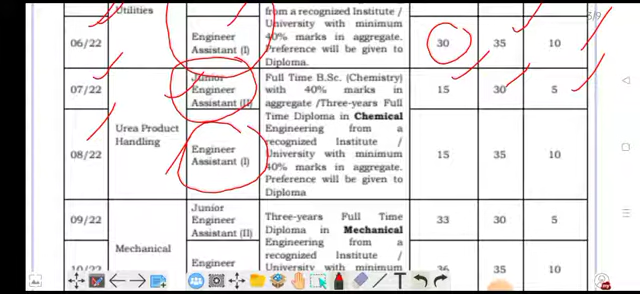 Utilities
from a recognized Institute /
University with minimum
40% marks in aggregate.
Preference will be given to
Diploma.
06/22
Engineer
Assistant (I)
30
35
10
07/22
Junior
Engineer
Assistant (II)
Full Time B.Sc. (Chemistry)
with 40% marks in
aggregate /Three-years Full
Time Diploma in Chemical
Engineering from a
recognized Institute /
University with minimum
40% marks in aggregate.
Preference will be given to
Diploma
15
30
5
Urea Product
Handling
08/22
Engineer
Assistant (I)
15
35
10
09/22
Junior
Engineer
Assistant (II)
Three-years Full Time
Diploma in Mechanical
Engineering from a
recognized Institute /
University with minimum
33
30
5
Mechanical
10/22
Engineer
36
35
10